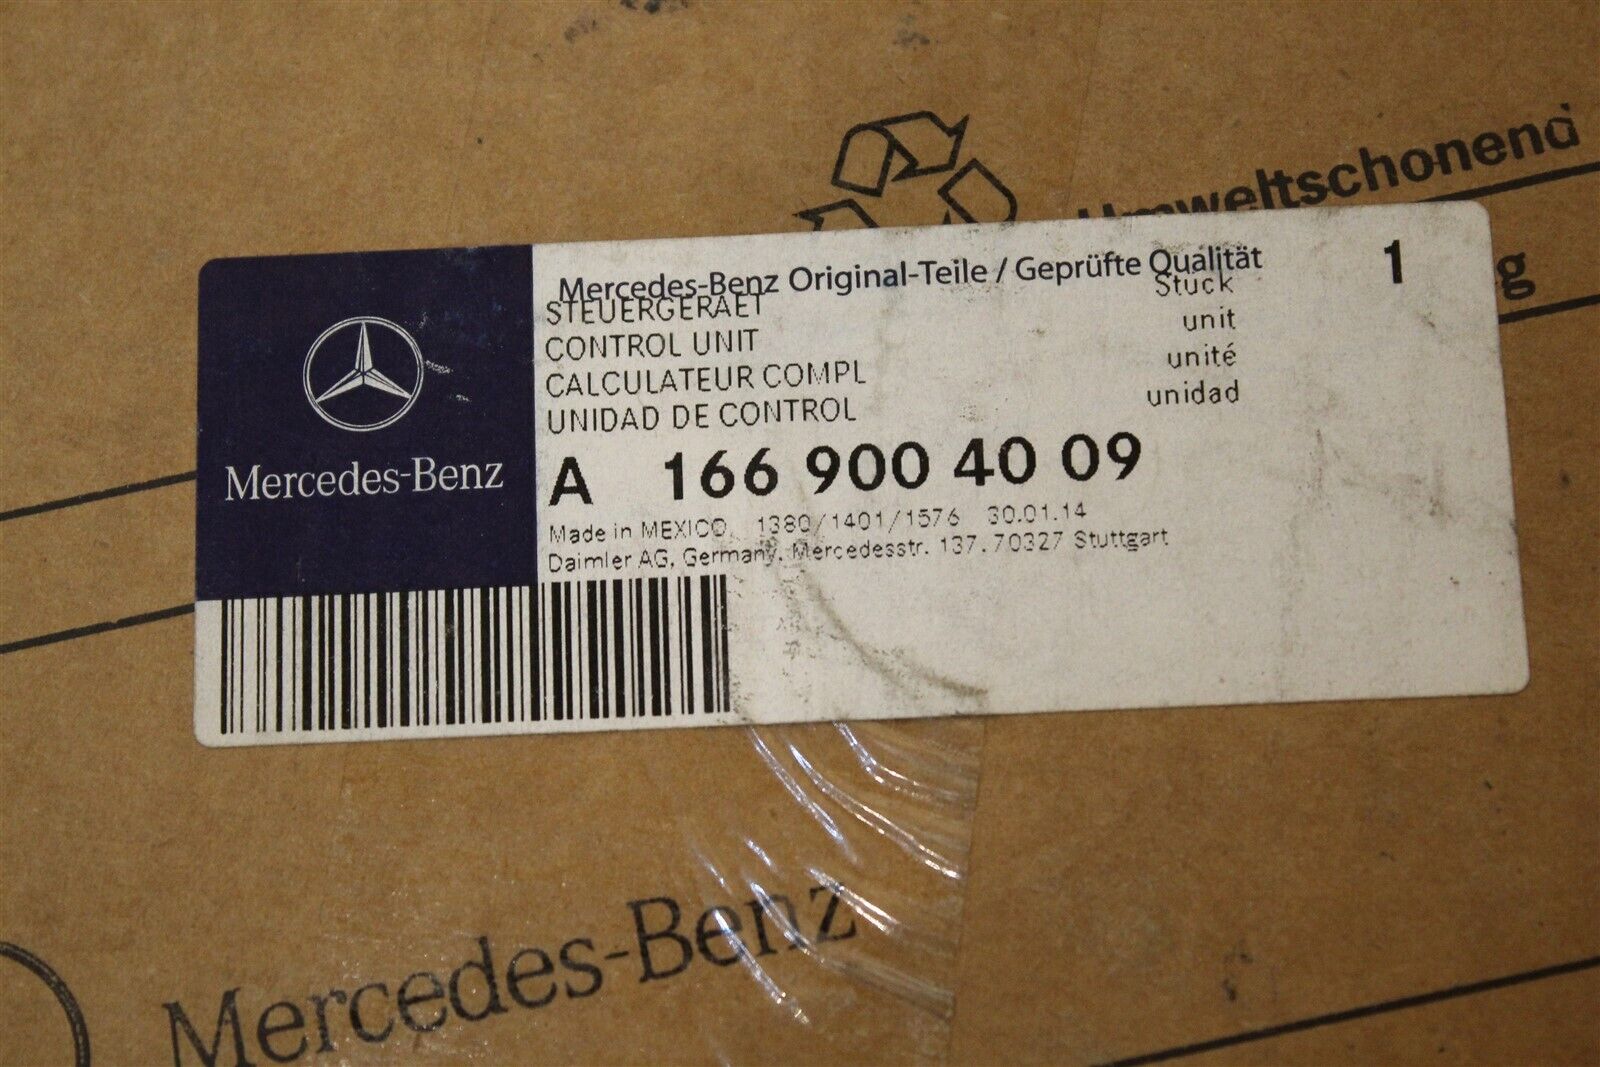 Umweltschonend
g
Mercedes-Benz Original-Teile / Geprüfte Qualität 1
STEUERGERAET Stück
CONTROL UNIT unit
CALCULATEUR COMPL unité
UNIDAD DE CONTROL unidad
Mercedes-Benz
A 166 900 40 09
Made in MEXICO, 1380/1401/1576 30.01.14
Daimler AG, Germany, Mercedesstr. 137, 70327 Stuttgart
Mercedes-Benz